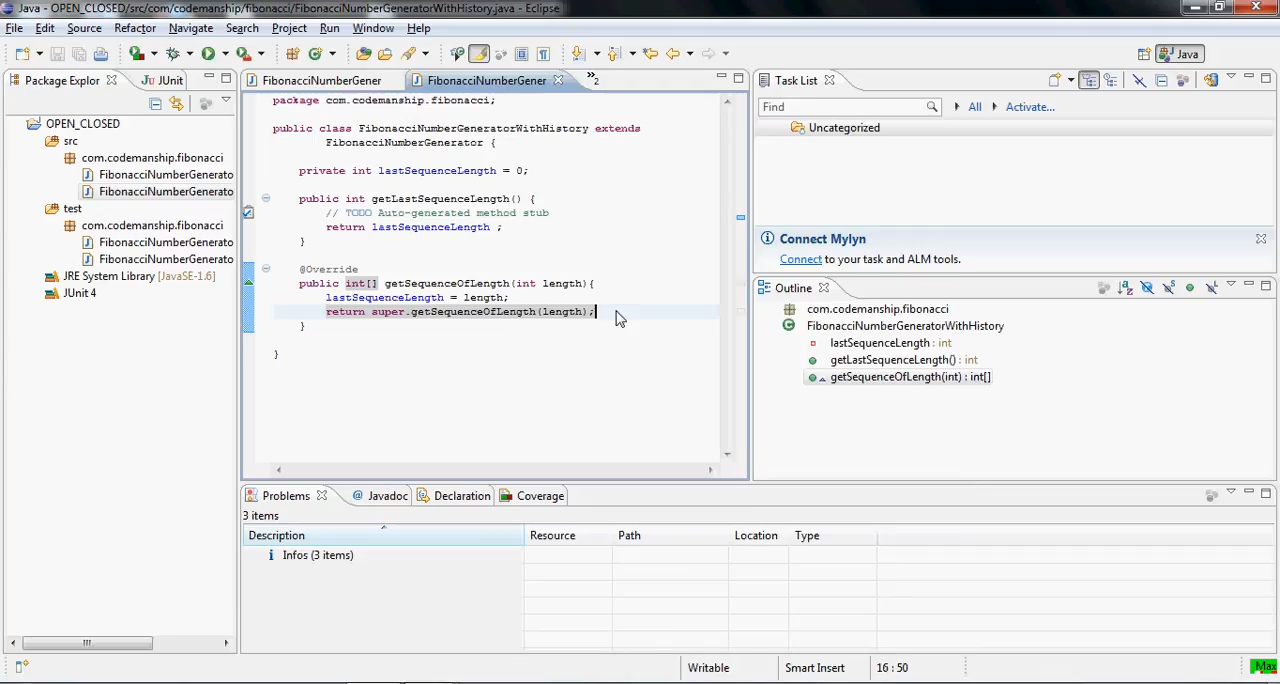 Java - OPEN_CLOSED/src/com/codemanship/fibonacci/FibonacciNumberGeneratorWithHistory.java - Eclipse
File Edit Source Refactor Navigate Search Project Run Window Help
Java
Package Explor
JUnit
OPEN_CLOSED
src
com.codemanship.fibonacci
FibonacciNumberGenerato
FibonacciNumberGenerato
test
com.codemanship.fibonacci
FibonacciNumberGenerato
FibonacciNumberGenerato
JRE System Library [JavaSE-1.6]
JUnit 4
FibonacciNumberGener
FibonacciNumberGener
»2
package com.codemanship.fibonacci;
public class FibonacciNumberGeneratorWithHistory extends
FibonacciNumberGenerator {
private int lastSequenceLength = 0;
public int getLastSequenceLength() {
// TODO Auto-generated method stub
return lastSequenceLength ;
}
@Override
public int[] getSequenceOfLength(int length){
lastSequenceLength = length;
return super.getSequenceOfLength(length);
}
}
Task List
Find
All
Activate...
Uncategorized
Connect Mylyn
Connect to your task and ALM tools.
Outline
com.codemanship.fibonacci
FibonacciNumberGeneratorWithHistory
lastSequenceLength : int
getLastSequenceLength() : int
getSequenceOfLength(int) : int[]
Problems
@ Javadoc
Declaration
Coverage
3 items
Description Resource Path Location Type
Infos (3 items)
Writable Smart Insert 16 : 50
Max